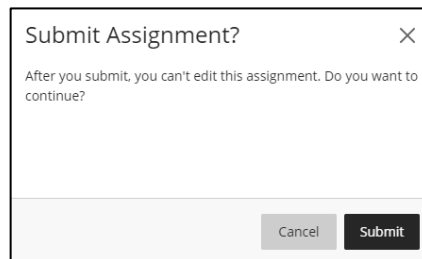 Submit Assignment?
After you submit, you can't edit this assignment. Do you want to
continue?
Cancel Submit